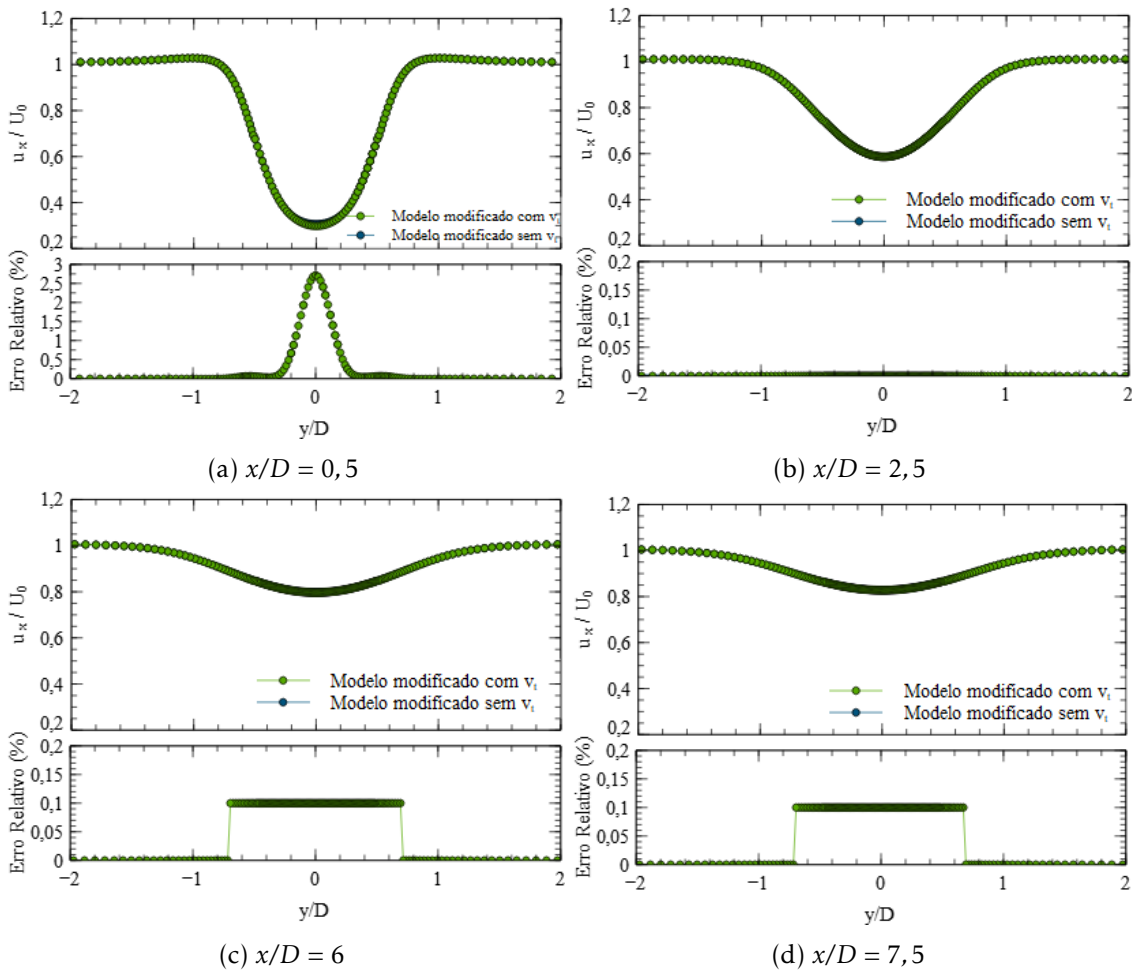 1,2
1
0,8
0,6
0,4
0,2
u_x / U_0
Modelo modificado com v_t
Modelo modificado sem v_t
3
2,5
2
1,5
1
0,5
0
Erro Relativo (%)
−2 −1 0 1 2
y/D
(a) x/D = 0,5
1,2
1
0,8
0,6
0,4
0,2
u_x / U_0
Modelo modificado com v_t
Modelo modificado sem v_t
0,2
0,15
0,1
0,05
0
Erro Relativo (%)
−2 −1 0 1 2
y/D
(b) x/D = 2,5
1,2
1
0,8
0,6
0,4
0,2
u_x / U_0
Modelo modificado com v_t
Modelo modificado sem v_t
0,2
0,15
0,1
0,05
0
Erro Relativo (%)
−2 −1 0 1 2
y/D
(c) x/D = 6
1,2
1
0,8
0,6
0,4
0,2
u_x / U_0
Modelo modificado com v_t
Modelo modificado sem v_t
0,2
0,15
0,1
0,05
0
Erro Relativo (%)
−2 −1 0 1 2
y/D
(d) x/D = 7,5